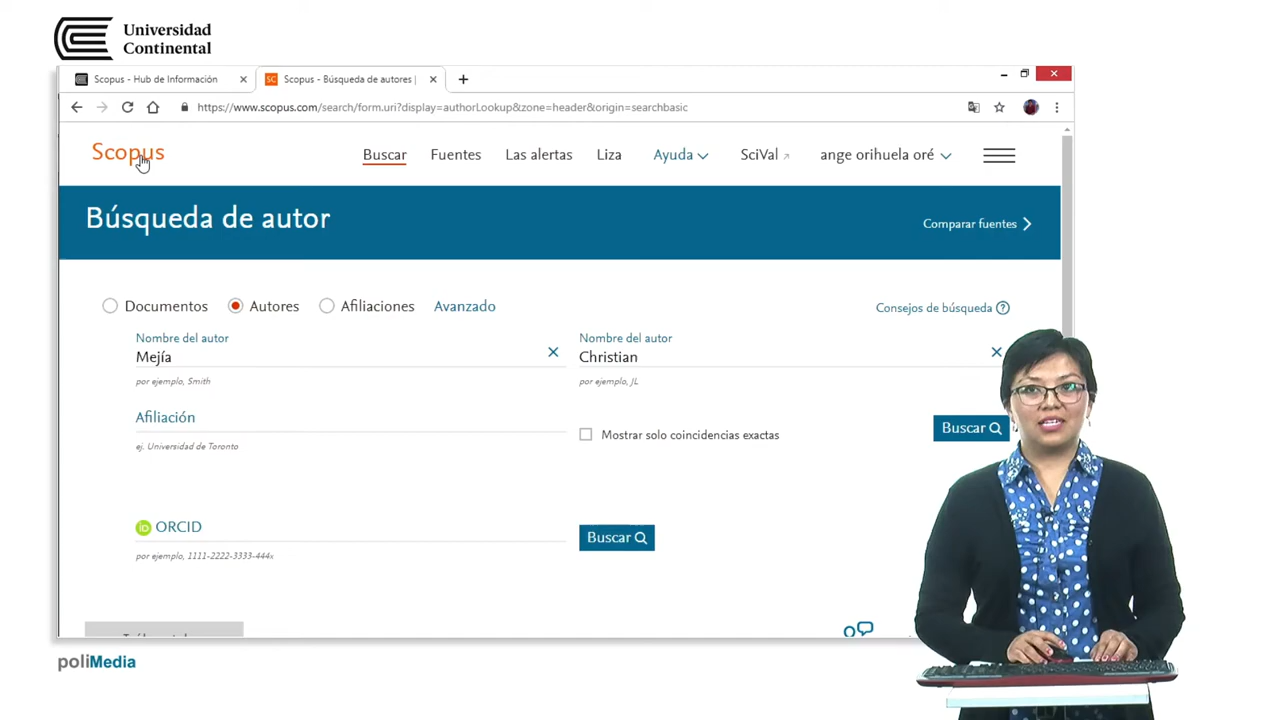 Universidad
Continental
Scopus - Hub de Información
SC
Scopus - Búsqueda de autores |
https://www.scopus.com/search/form.uri?display=authorLookup&zone=header&origin=searchbasic
Scopus
Buscar
Fuentes
Las alertas
Liza
Ayuda
SciVal
ange orihuela oré
Búsqueda de autor
Comparar fuentes
Documentos
Autores
Afiliaciones
Avanzado
Consejos de búsqueda
Nombre del autor
Mejía
por ejemplo, Smith
Nombre del autor
Christian
por ejemplo, JL
Afiliación
ej. Universidad de Toronto
Mostrar solo coincidencias exactas
Buscar
iD ORCID
por ejemplo, 1111-2222-3333-444x
Buscar
poliMedia